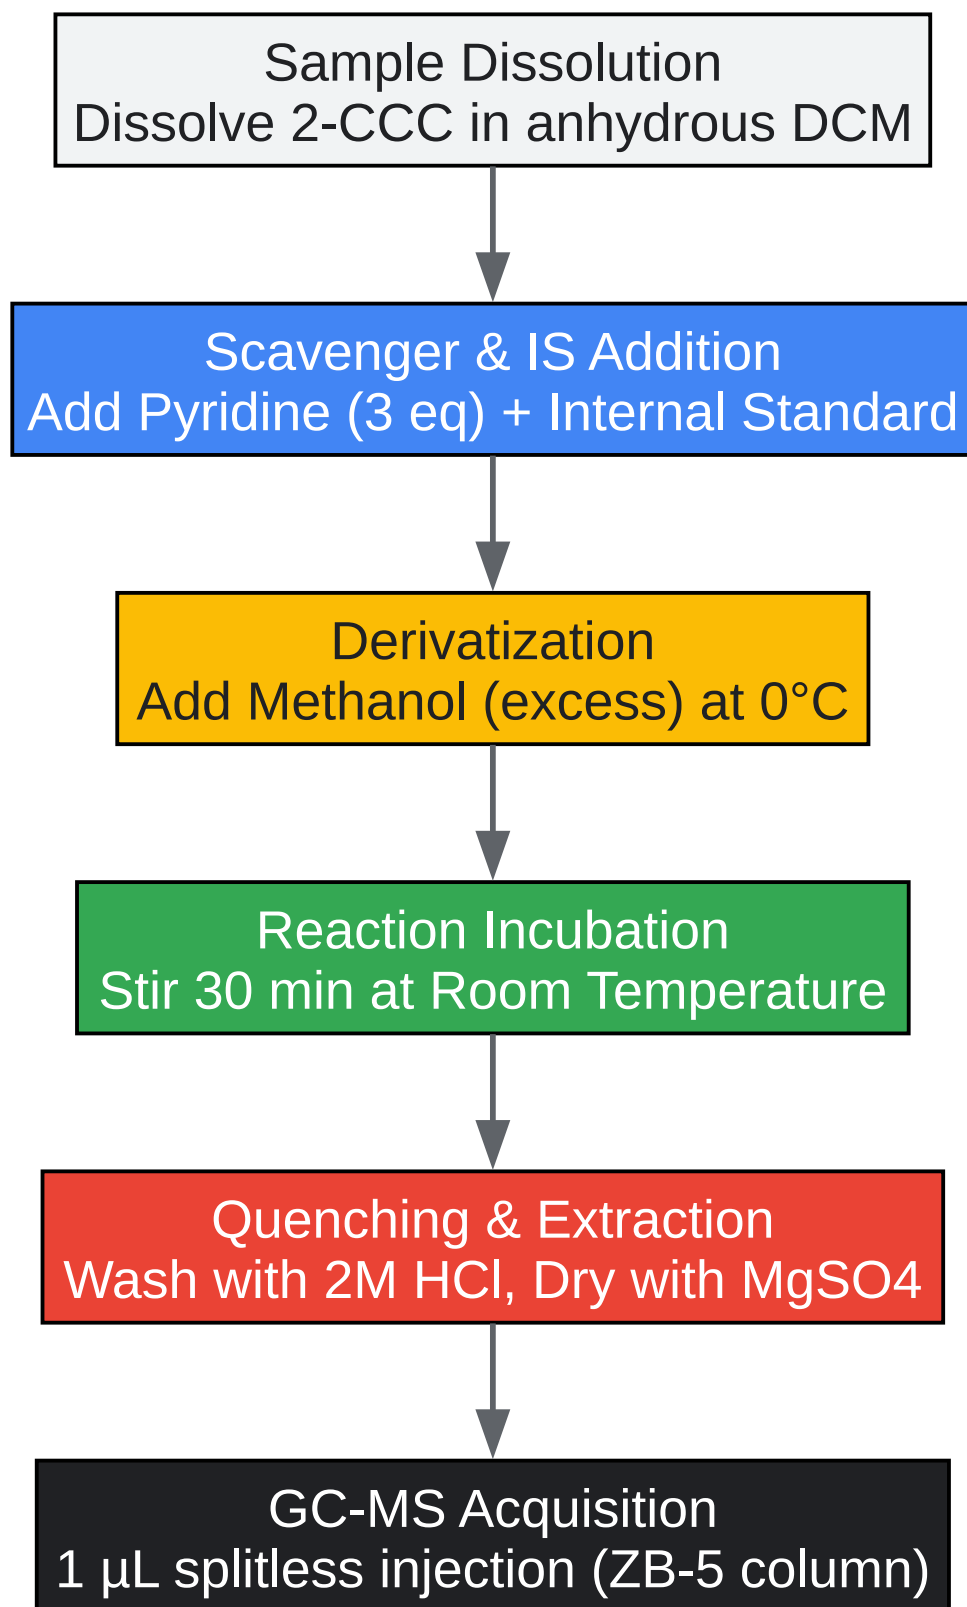 Sample Dissolution
Dissolve 2-CCC in anhydrous DCM
Scavenger & IS Addition
Add Pyridine (3 eq) + Internal Standard
Derivatization
Add Methanol (excess) at 0°C
Reaction Incubation
Stir 30 min at Room Temperature
Quenching & Extraction
Wash with 2M HCl, Dry with MgSO4
GC-MS Acquisition
1 µL splitless injection (ZB-5 column)